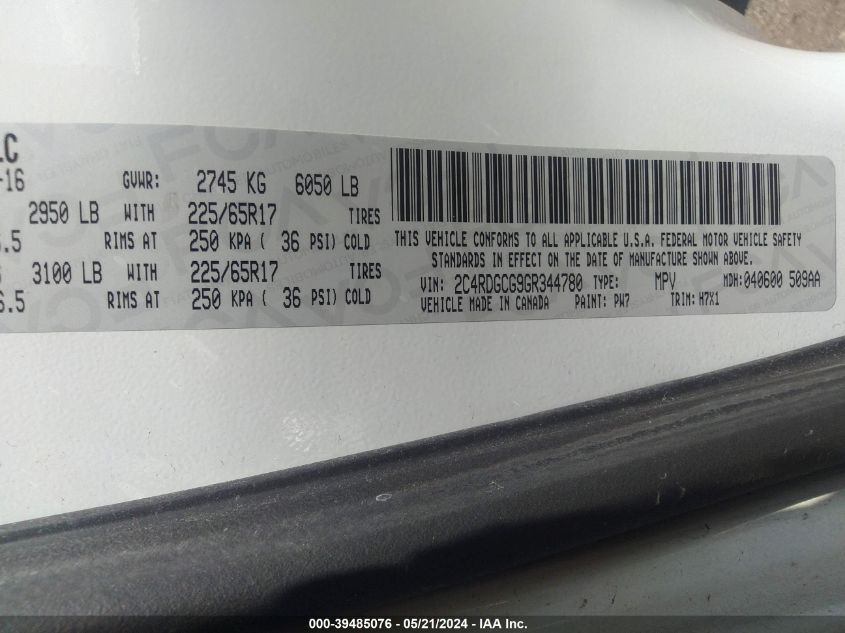 LC
-16 GVWR: 2745 KG 6050 LB
2950 LB WITH 225/65R17 TIRES
6.5 RIMS AT 250 KPA ( 36 PSI) COLD
3100 LB WITH 225/65R17 TIRES
6.5 RIMS AT 250 KPA ( 36 PSI) COLD
THIS VEHICLE CONFORMS TO ALL APPLICABLE U.S.A. FEDERAL MOTOR VEHICLE SAFETY
STANDARDS IN EFFECT ON THE DATE OF MANUFACTURE SHOWN ABOVE.
VIN: 2C4RDGCG9GR344780 TYPE: MPV MDH: 040600 509AA
VEHICLE MADE IN CANADA PAINT: PW7 TRIM: H7X1
000-39485076 - 05/21/2024 - IAA Inc.